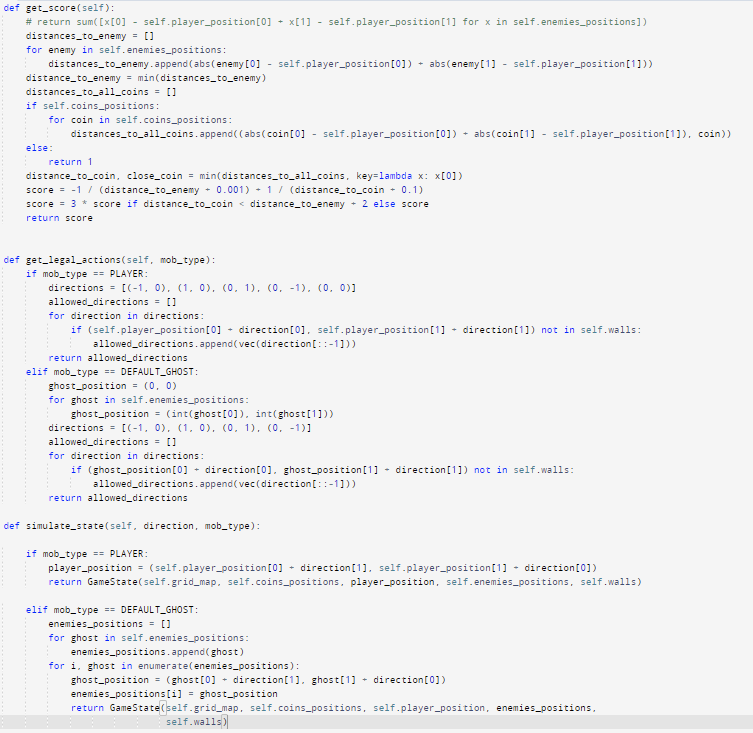 def get_score(self):
    # return sum([x[0] - self.player_position[0] + x[1] - self.player_position[1] for x in self.enemies_positions])
    distances_to_enemy = []
    for enemy in self.enemies_positions:
        distances_to_enemy.append(abs(enemy[0] - self.player_position[0]) + abs(enemy[1] - self.player_position[1]))
    distance_to_enemy = min(distances_to_enemy)
    distances_to_all_coins = []
    if self.coins_positions:
        for coin in self.coins_positions:
            distances_to_all_coins.append((abs(coin[0] - self.player_position[0]) + abs(coin[1] - self.player_position[1]), coin))
    else:
        return 1
    distance_to_coin, close_coin = min(distances_to_all_coins, key=lambda x: x[0])
    score = -1 / (distance_to_enemy + 0.001) + 1 / (distance_to_coin + 0.1)
    score = 3 * score if distance_to_coin < distance_to_enemy + 2 else score
    return score

def get_legal_actions(self, mob_type):
    if mob_type == PLAYER:
        directions = [(-1, 0), (1, 0), (0, 1), (0, -1), (0, 0)]
        allowed_directions = []
        for direction in directions:
            if (self.player_position[0] + direction[0], self.player_position[1] + direction[1]) not in self.walls:
                allowed_directions.append(vec(direction[::-1]))
        return allowed_directions
    elif mob_type == DEFAULT_GHOST:
        ghost_position = (0, 0)
        for ghost in self.enemies_positions:
            ghost_position = (int(ghost[0]), int(ghost[1]))
        directions = [(-1, 0), (1, 0), (0, 1), (0, -1)]
        allowed_directions = []
        for direction in directions:
            if (ghost_position[0] + direction[0], ghost_position[1] + direction[1]) not in self.walls:
                allowed_directions.append(vec(direction[::-1]))
        return allowed_directions

def simulate_state(self, direction, mob_type):

    if mob_type == PLAYER:
        player_position = (self.player_position[0] + direction[1], self.player_position[1] + direction[0])
        return GameState(self.grid_map, self.coins_positions, player_position, self.enemies_positions, self.walls)

    elif mob_type == DEFAULT_GHOST:
        enemies_positions = []
        for ghost in self.enemies_positions:
            enemies_positions.append(ghost)
        for i, ghost in enumerate(enemies_positions):
            ghost_position = (ghost[0] + direction[1], ghost[1] + direction[0])
            enemies_positions[i] = ghost_position
            return GameState(self.grid_map, self.coins_positions, self.player_position, enemies_positions,
                             self.walls)